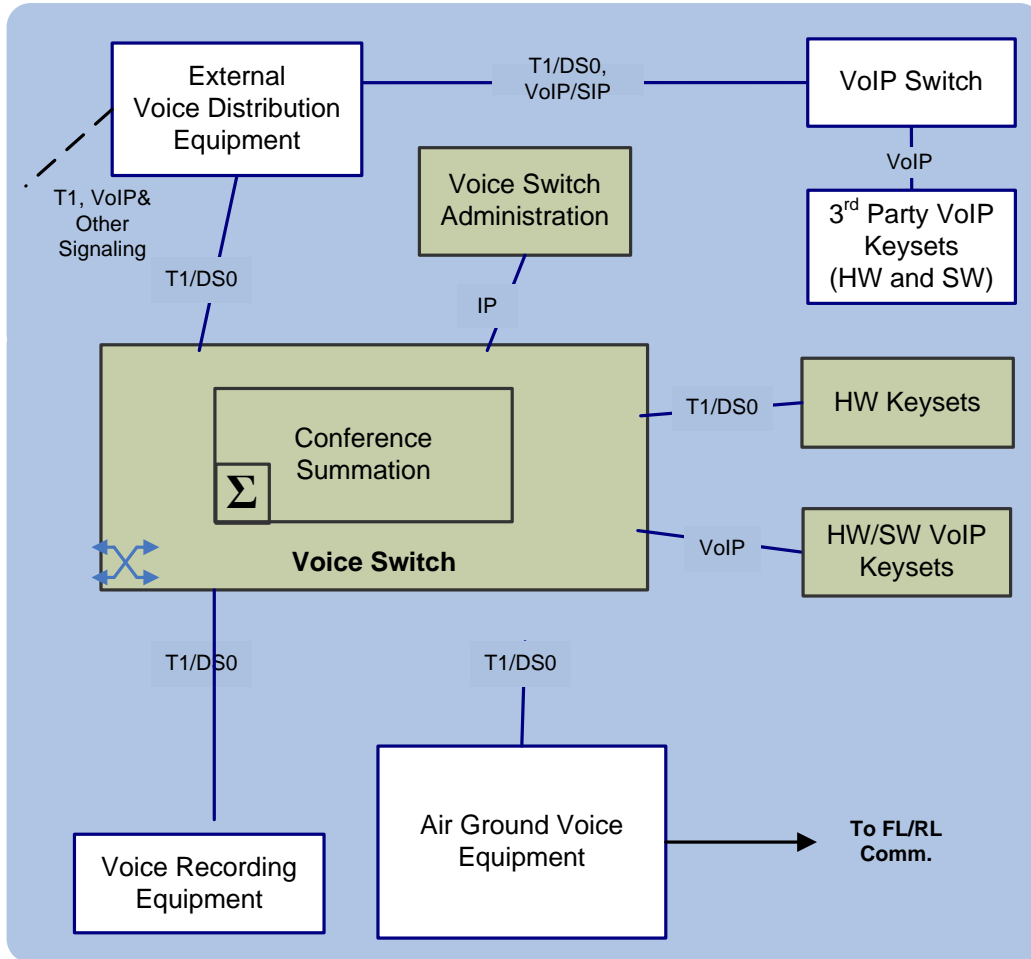 External
Voice Distribution
Equipment
T1/DS0,
VoIP/SIP
VoIP Switch
VoIP
3rd Party VoIP
Keysets
(HW and SW)
Voice Switch
Administration
T1, VoIP&
Other
Signaling
T1/DS0
IP
Conference
Summation
Σ
Voice Switch
T1/DS0
HW Keysets
VoIP
HW/SW VoIP
Keysets
T1/DS0
T1/DS0
Air Ground Voice
Equipment
To FL/RL
Comm.
Voice Recording
Equipment